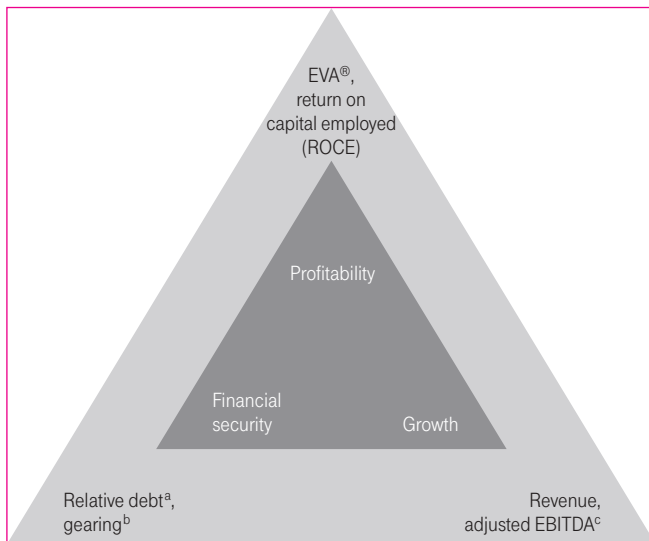 EVA®,
return on
capital employed
(ROCE)
Profitability
Financial
security
Growth
Relative debtᵃ,
gearingᵇ
Revenue,
adjusted EBITDAᶜ